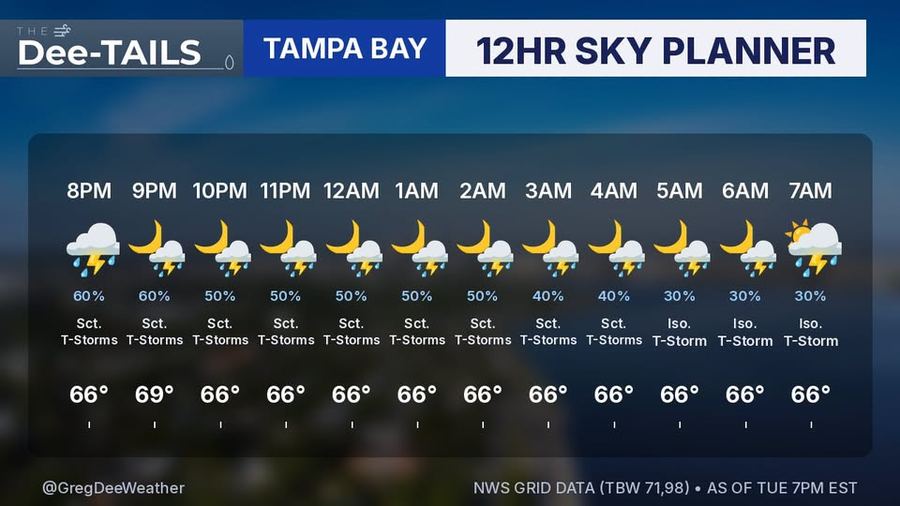 THE
Dee-TAILS
TAMPA BAY
12HR SKY PLANNER
8PM 9PM 10PM 11PM 12AM 1AM 2AM 3AM 4AM 5AM 6AM 7AM
60% 60% 50% 50% 50% 50% 50% 40% 40% 30% 30% 30%
Sct. Sct. Sct. Sct. Sct. Sct. Sct. Sct. Sct. Iso. Iso. Iso.
T-Storms T-Storms T-Storms T-Storms T-Storms T-Storms T-Storms T-Storms T-Storms T-Storm T-Storm T-Storm
66° 69° 66° 66° 66° 66° 66° 66° 66° 66° 66° 66°
@GregDeeWeather
NWS GRID DATA (TBW 71,98) • AS OF TUE 7PM EST